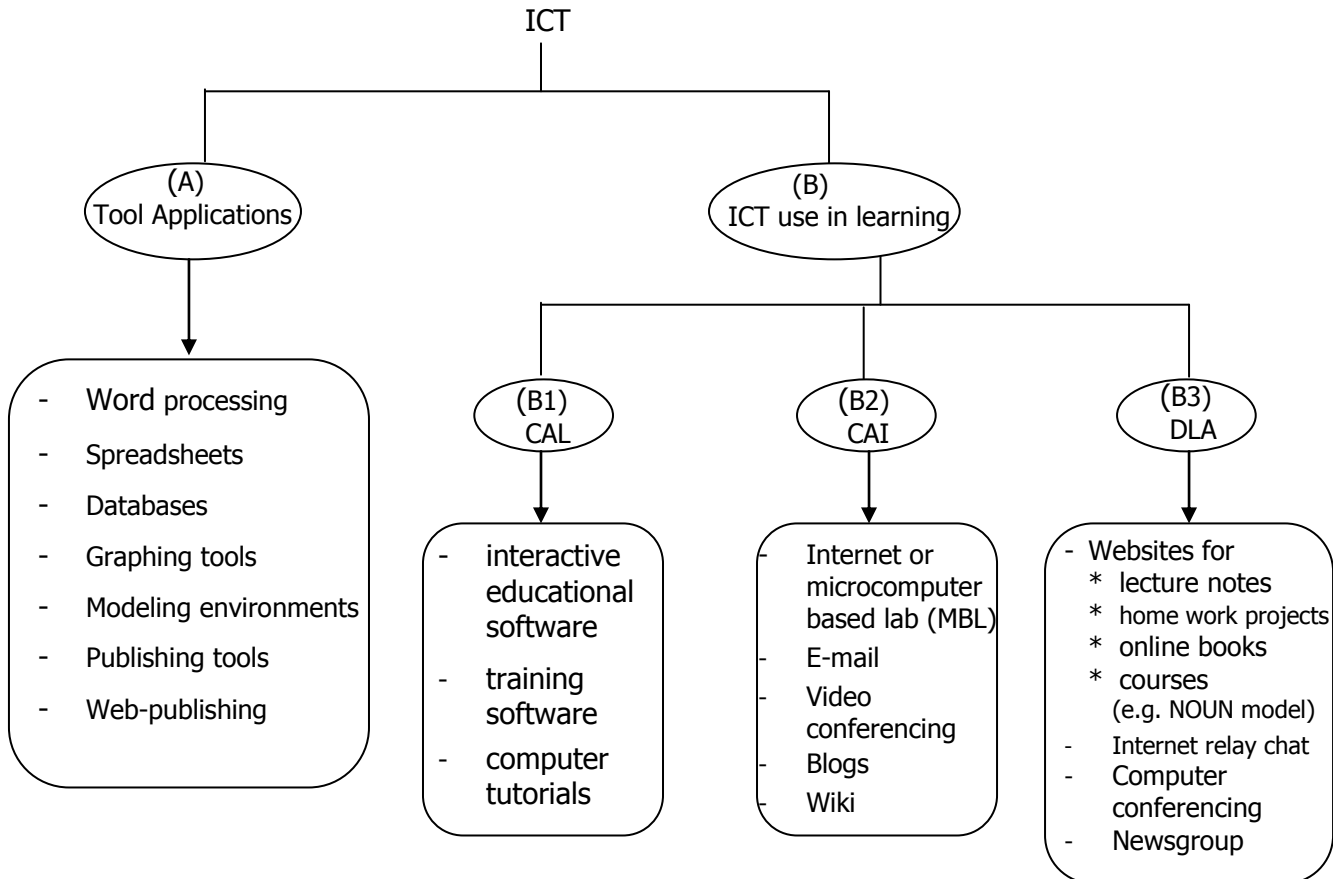 ICT
(A)
Tool Applications
(B)
ICT use in learning
- Word processing
- Spreadsheets
- Databases
- Graphing tools
- Modeling environments
- Publishing tools
- Web-publishing
(B1)
CAL
- interactive
educational
software
- training
software
- computer
tutorials
(B2)
CAI
- Internet or
microcomputer
based lab (MBL)
- E-mail
- Video
conferencing
- Blogs
- Wiki
(B3)
DLA
- Websites for
* lecture notes
* home work projects
* online books
* courses
(e.g. NOUN model)
- Internet relay chat
- Computer
conferencing
- Newsgroup